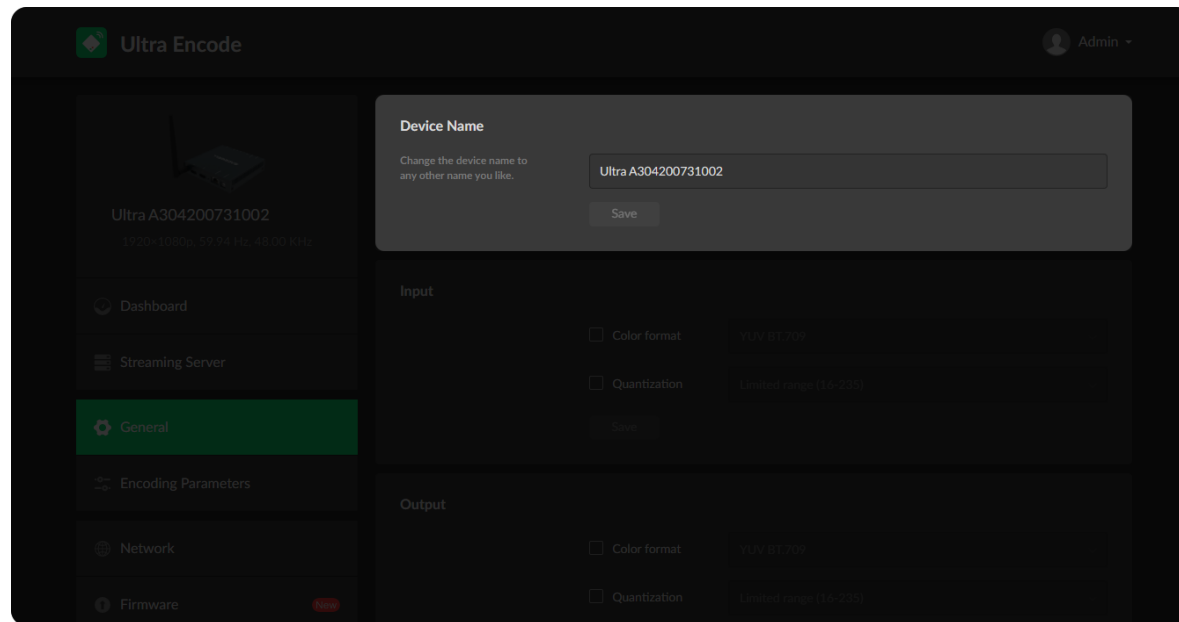 Ultra Encode
Admin
Ultra A304200731002
1920×1080p, 59.94 Hz, 48.00 KHz
Dashboard
Streaming Server
General
Encoding Parameters
Network
Firmware
New
Device Name
Change the device name to
any other name you like.
Ultra A304200731002
Save
Input
Color format
YUV BT.709
Quantization
Limited range (16-235)
Save
Output
Color format
YUV BT.709
Quantization
Limited range (16-235)